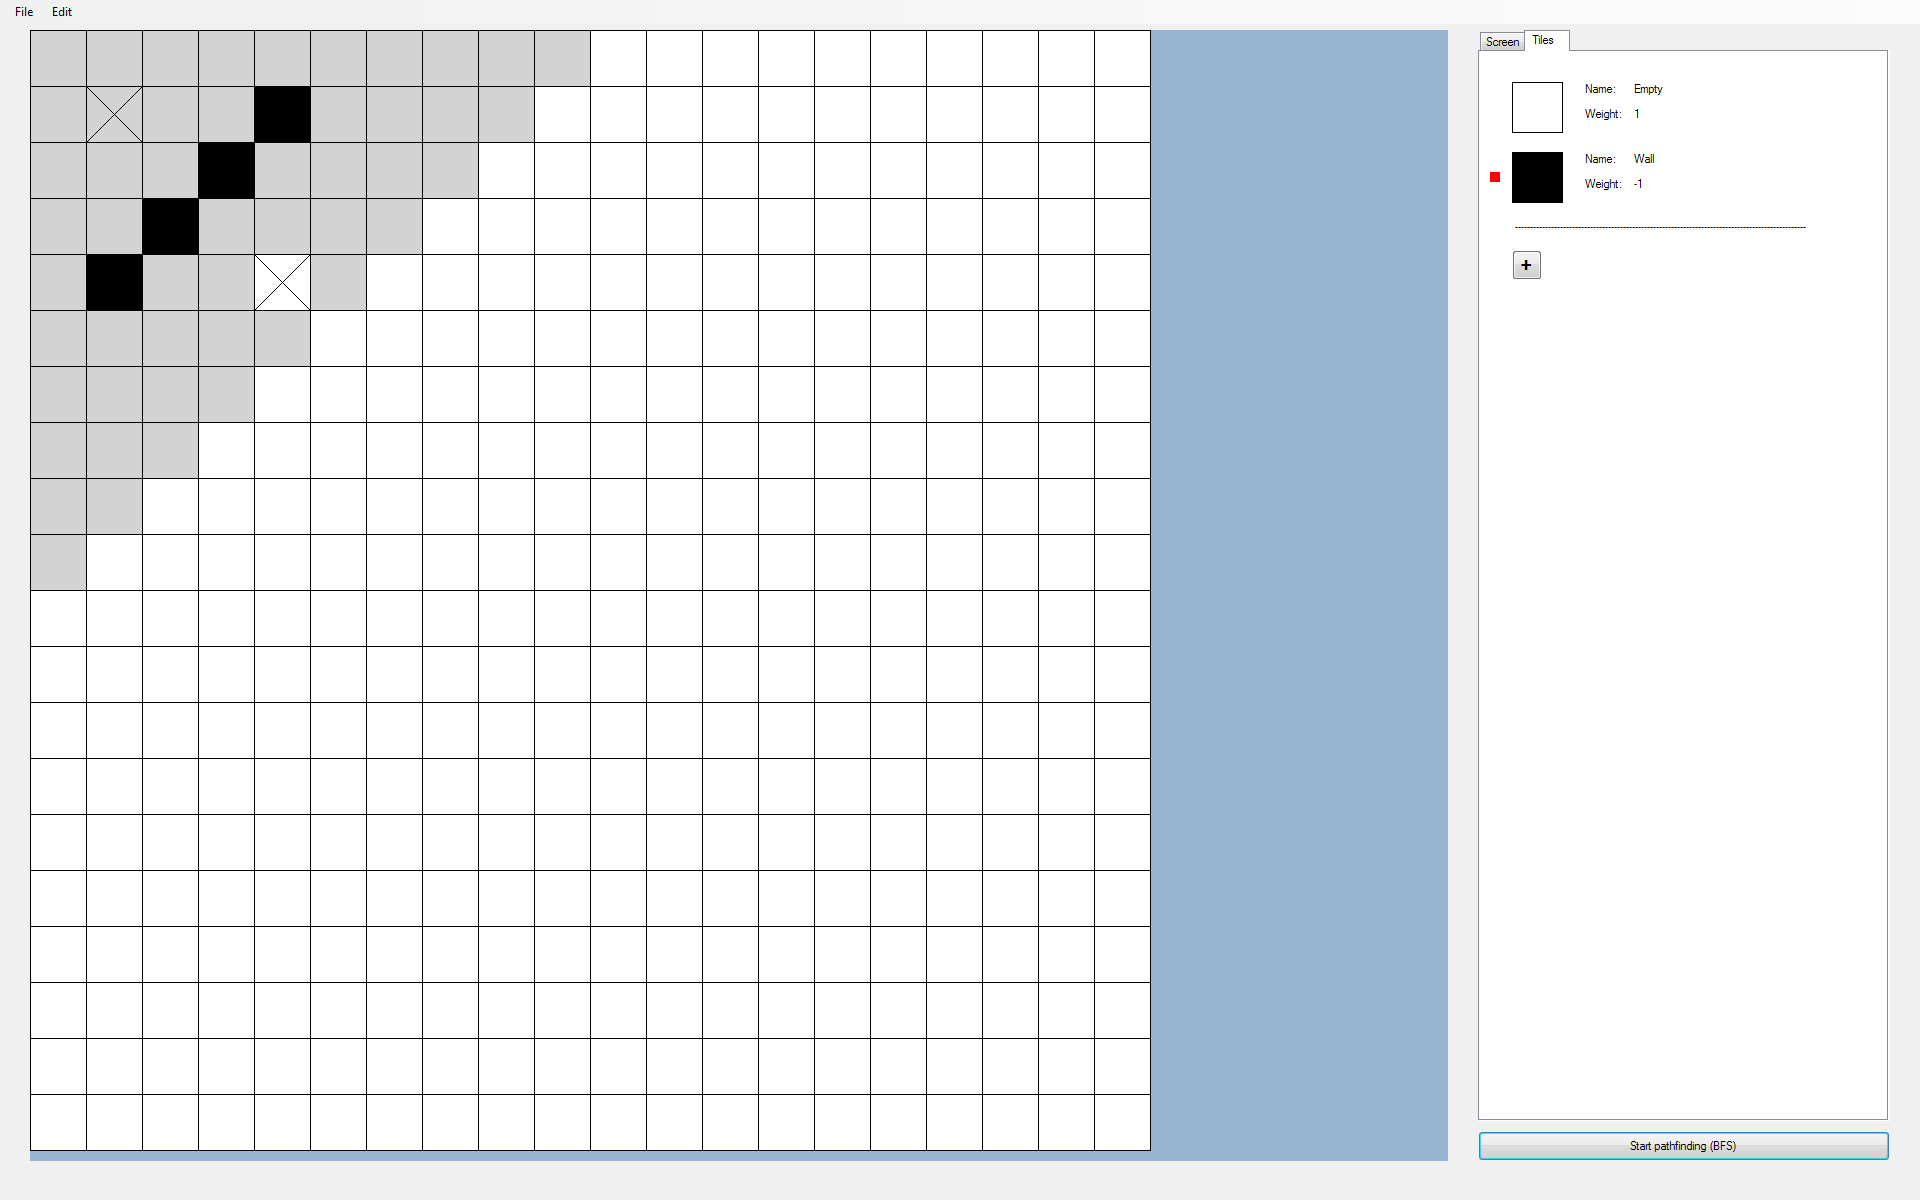 File Edit
Screen Tiles
Name: Empty
Weight: 1
Name: Wall
Weight: -1
+
Start pathfinding (BFS)